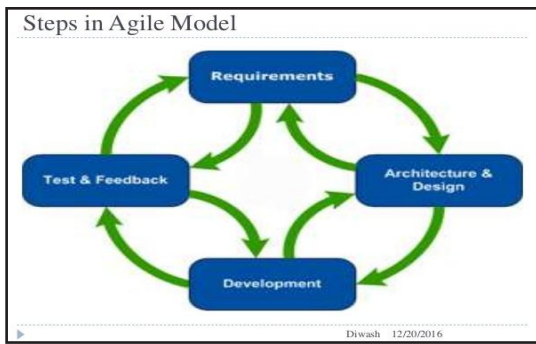 Steps in Agile Model
Requirements
Test & Feedback
Architecture &
Design
Development
Diwash 12/20/2016